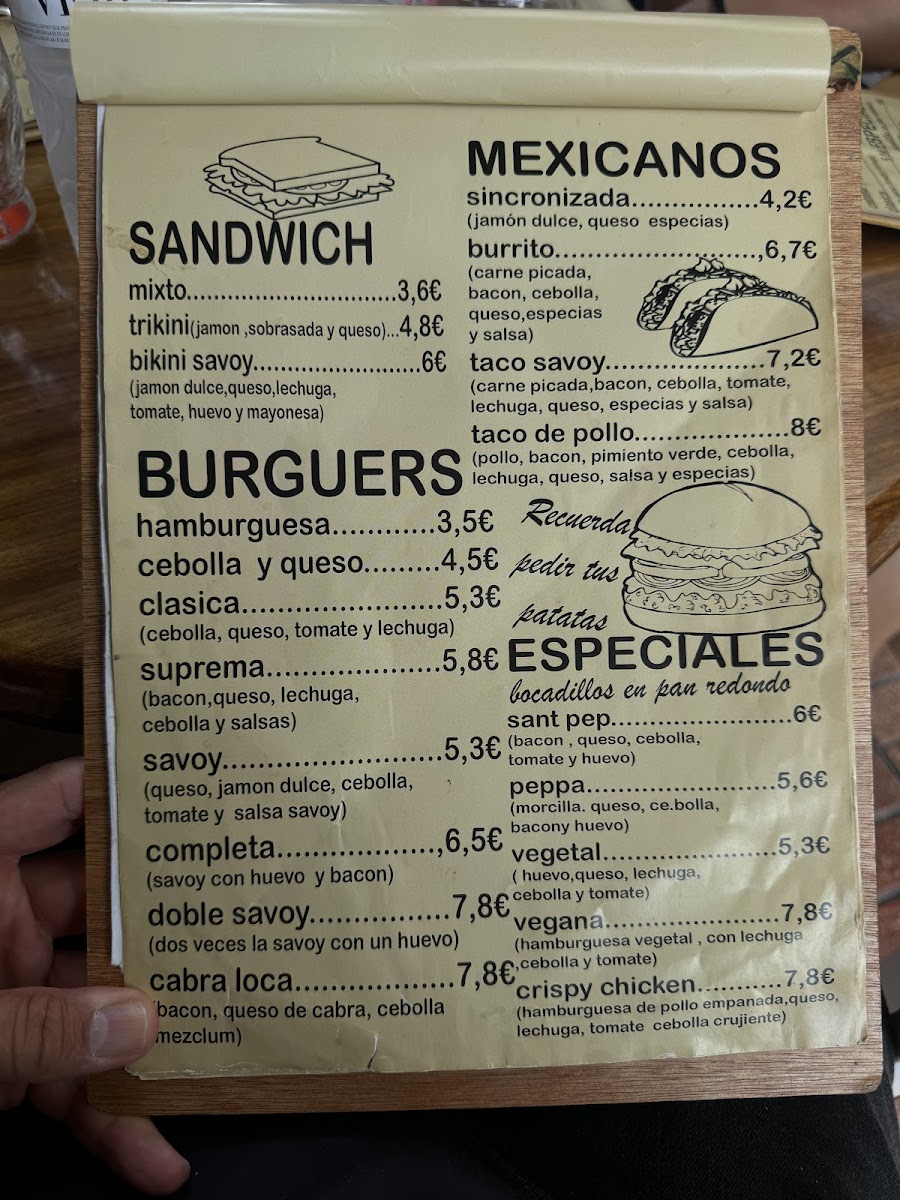 SANDWICH
mixto..............................3,6€
trikini(jamon ,sobrasada y queso)...4,8€
bikini savoy........................6€
(jamon dulce,queso,lechuga,
tomate, huevo y mayonesa)
BURGUERS
hamburguesa............3,5€
cebolla y queso.........4,5€
clasica.......................5,3€
(cebolla, queso, tomate y lechuga)
suprema....................5,8€
(bacon,queso, lechuga,
cebolla y salsas)
savoy.........................5,3€
(queso, jamon dulce, cebolla,
tomate y salsa savoy)
completa..................,6,5€
(savoy con huevo y bacon)
doble savoy................7,8€
(dos veces la savoy con un huevo)
cabra loca..................7,8€
(bacon, queso de cabra, cebolla
mezclum)
MEXICANOS
sincronizada................4,2€
(jamón dulce, queso especias)
burrito.........................,6,7€
(carne picada,
bacon, cebolla,
queso,especias
y salsa)
taco savoy....................7,2€
(carne picada,bacon, cebolla, tomate,
lechuga, queso, especias y salsa)
taco de pollo...................8€
(pollo, bacon, pimiento verde, cebolla,
lechuga, queso, salsa y especias)
Recuerda
pedir tus
patatas
ESPECIALES
bocadillos en pan redondo
sant pep........................6€
(bacon , queso, cebolla,
tomate y huevo)
peppa.........................5,6€
(morcilla. queso, ce.bolla,
bacony huevo)
vegetal.......................5,3€
( huevo,queso, lechuga,
cebolla y tomate)
vegana.......................7,8€
(hamburguesa vegetal , con lechuga
,cebolla y tomate)
crispy chicken...........7,8€
(hamburguesa de pollo empanada,queso,
lechuga, tomate cebolla crujiente)